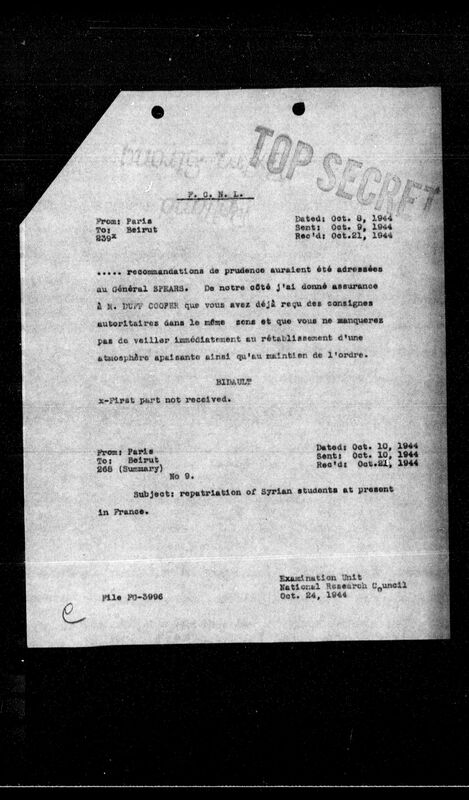 TOP SECRET
F. C. N. L.
From: Paris
To: Beirut
239x
Dated: Oct. 8, 1944
Sent: Oct. 9, 1944
Rec'd: Oct.21, 1944
..... recommandations de prudence auraient été adressées
au Général SPEARS. De notre côté j'ai donné assurance
à M. DUFF COOPER que vous avez déjà reçu des consignes
autoritaires dans le même sens et que vous ne manquerez
pas de veiller immédiatement au rétablissement d'une
atmosphère apaisante ainsi qu'au maintien de l'ordre.
BIDAULT
x-First part not received.
From: Paris
To: Beirut
268 (Summary)
Dated: Oct. 10, 1944
Sent: Oct. 10, 1944
Rec'd: Oct.21, 1944
No 9.
Subject: repatriation of Syrian students at present
in France.
Examination Unit
National Research Council
Oct. 24, 1944
File FO-3996
C